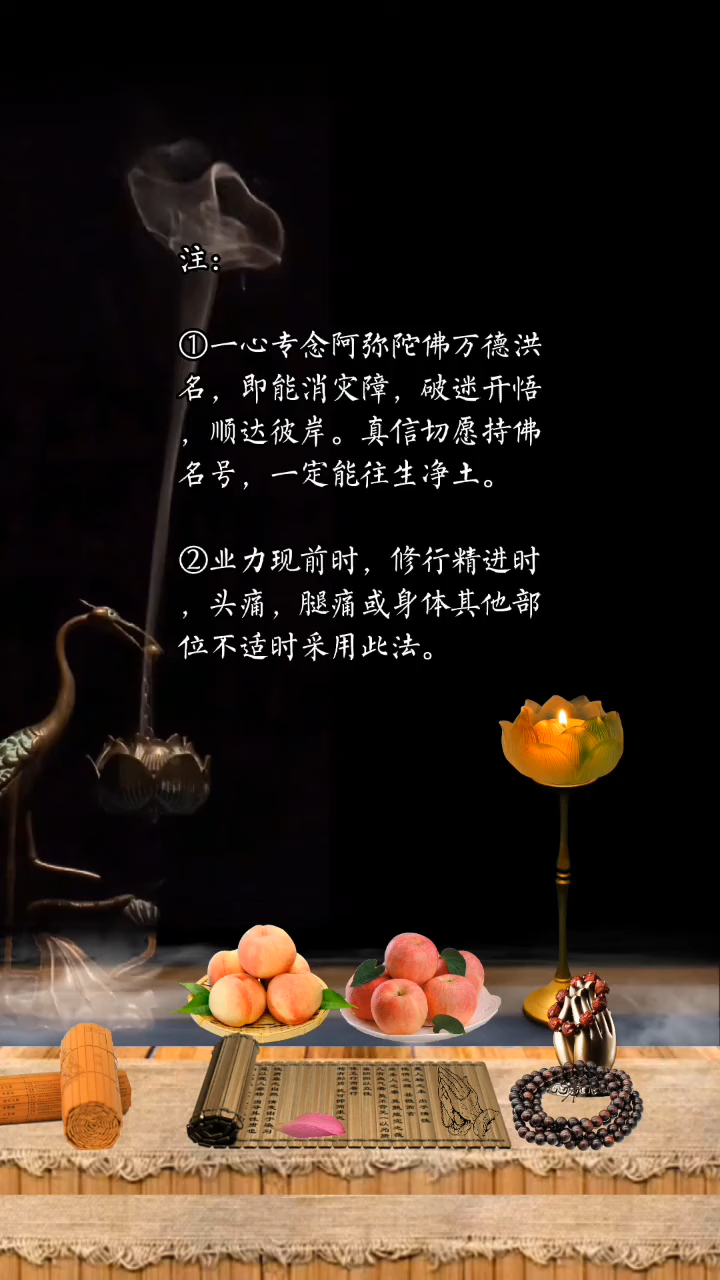 注：
①一心专念阿弥陀佛万德洪
名，即能消灾障，破迷开悟
，顺达彼岸。真信切愿持佛
名号，一定能往生净土。
②业力现前时，修行精进时
，头痛，腿痛或身体其他部
位不适时采用此法。